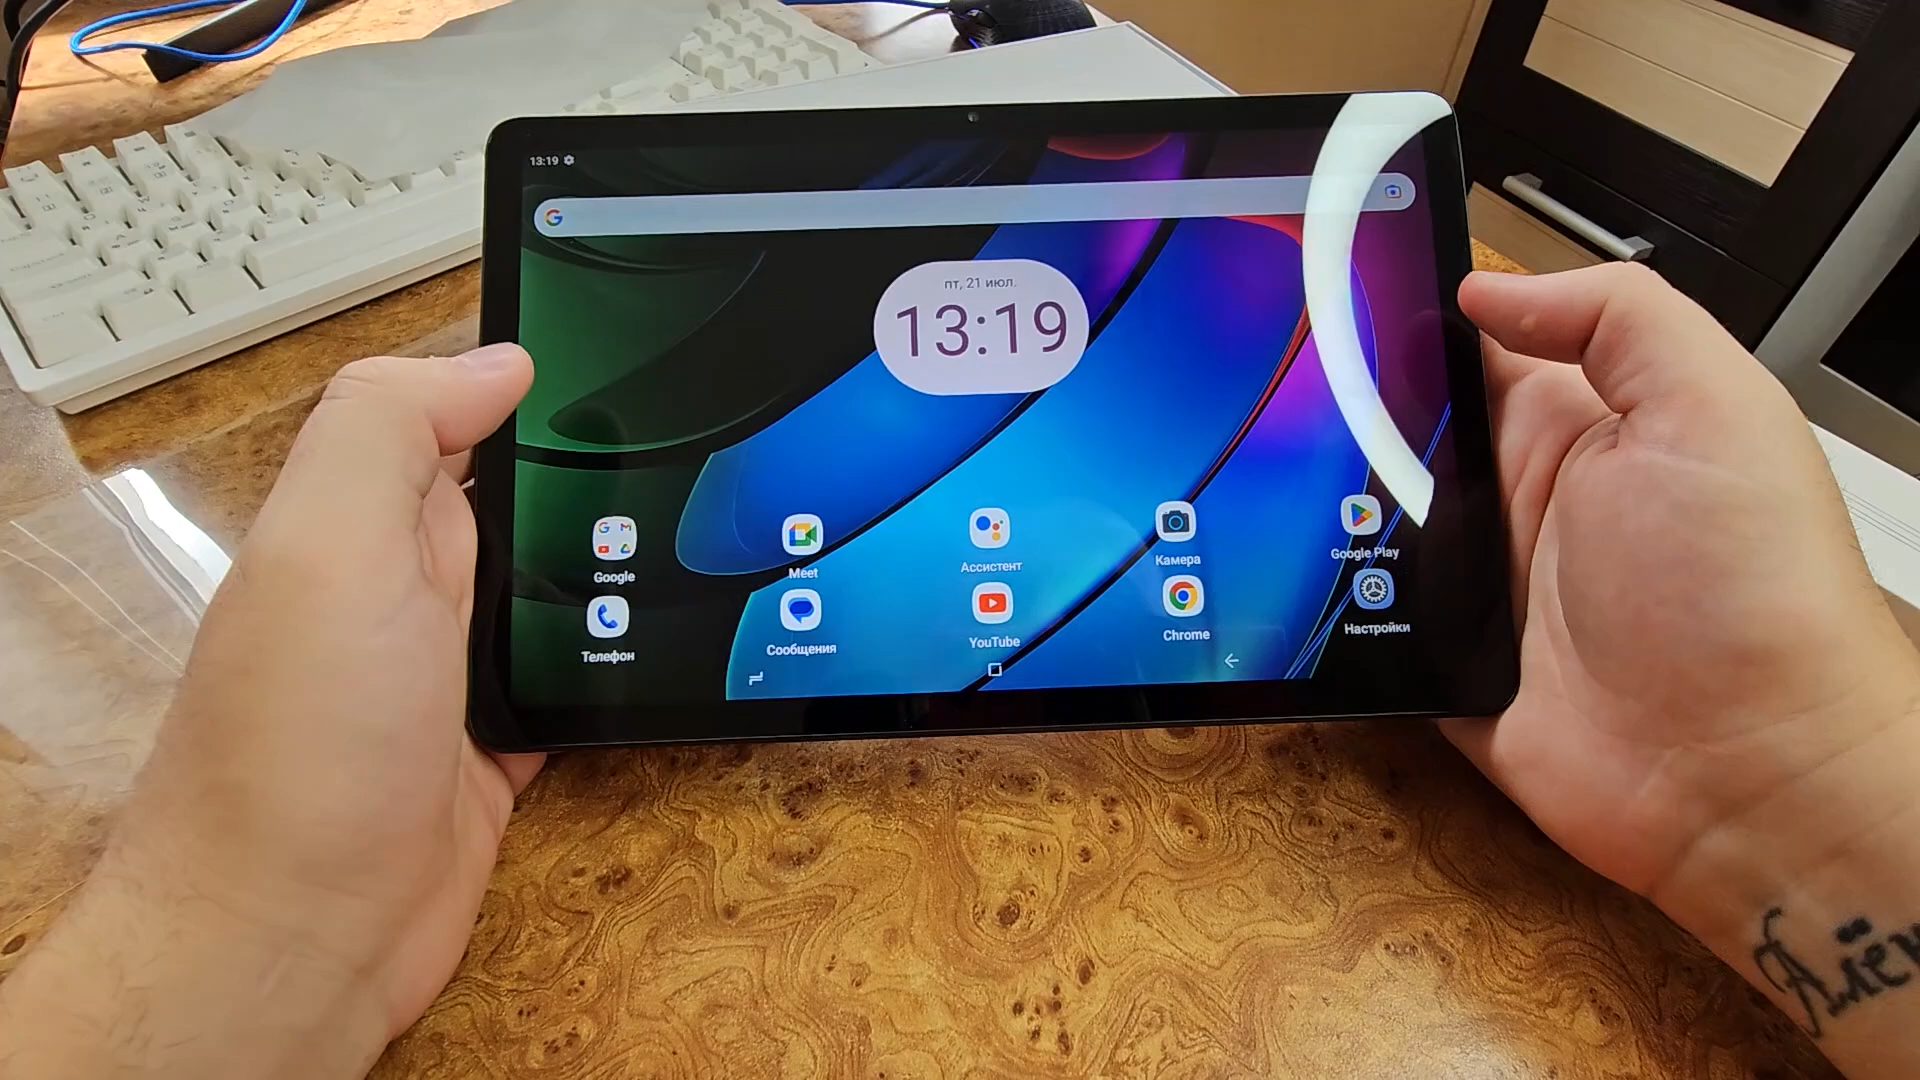 13:19
пт, 21 июл.
13:19
Google
Meet
Ассистент
Камера
Google Play
Телефон
Сообщения
YouTube
Chrome
Настройки